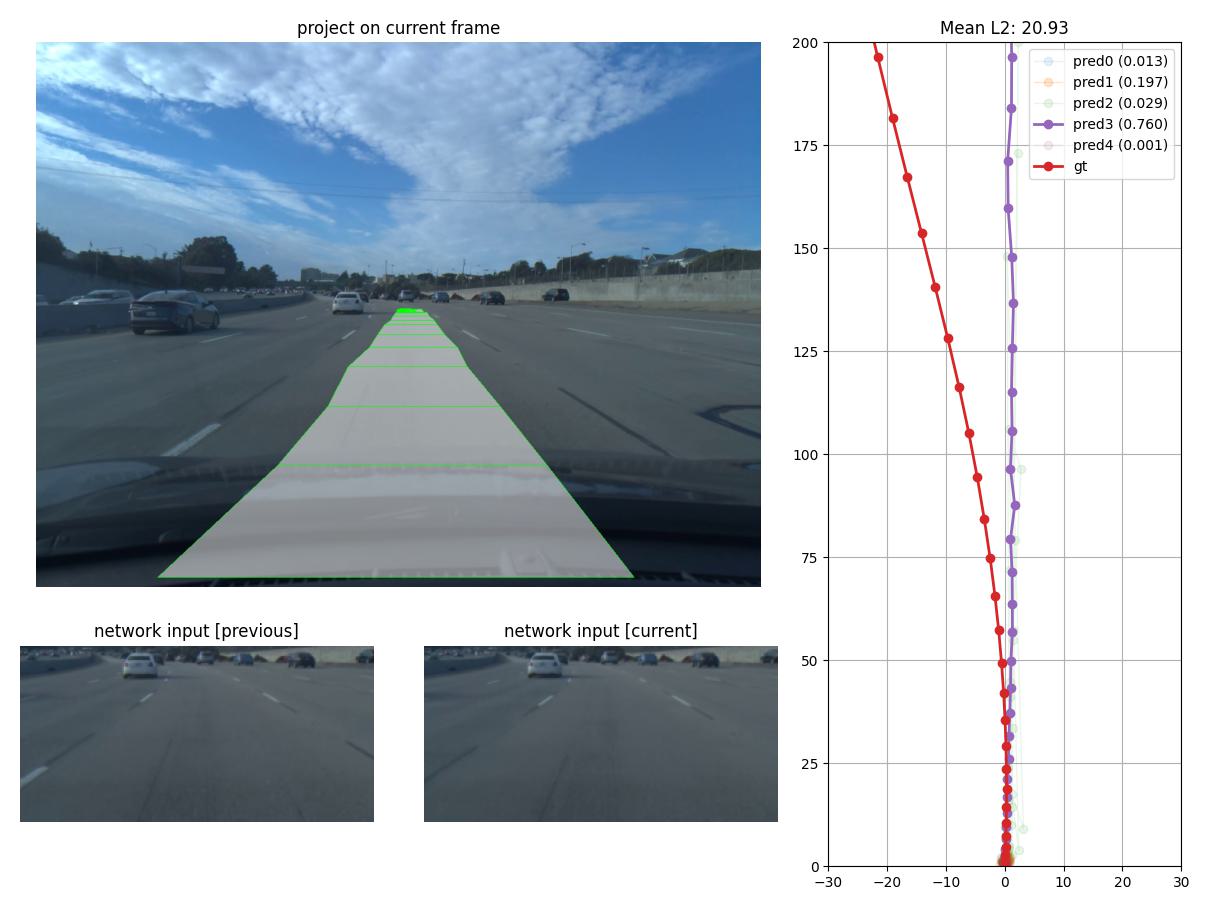 project on current frame
Mean L2: 20.93
200
175
150
125
100
75
50
25
0
−30
−20
−10
0
10
20
30
pred0 (0.013)
pred1 (0.197)
pred2 (0.029)
pred3 (0.760)
pred4 (0.001)
gt
network input [previous]
network input [current]